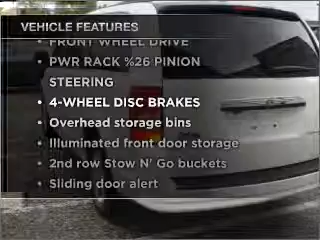 VEHICLE FEATURES
• FRONT WHEEL DRIVE
• PWR RACK %26 PINION
STEERING
• 4-WHEEL DISC BRAKES
• Overhead storage bins
• Illuminated front door storage
• 2nd row Stow N' Go buckets
• Sliding door alert